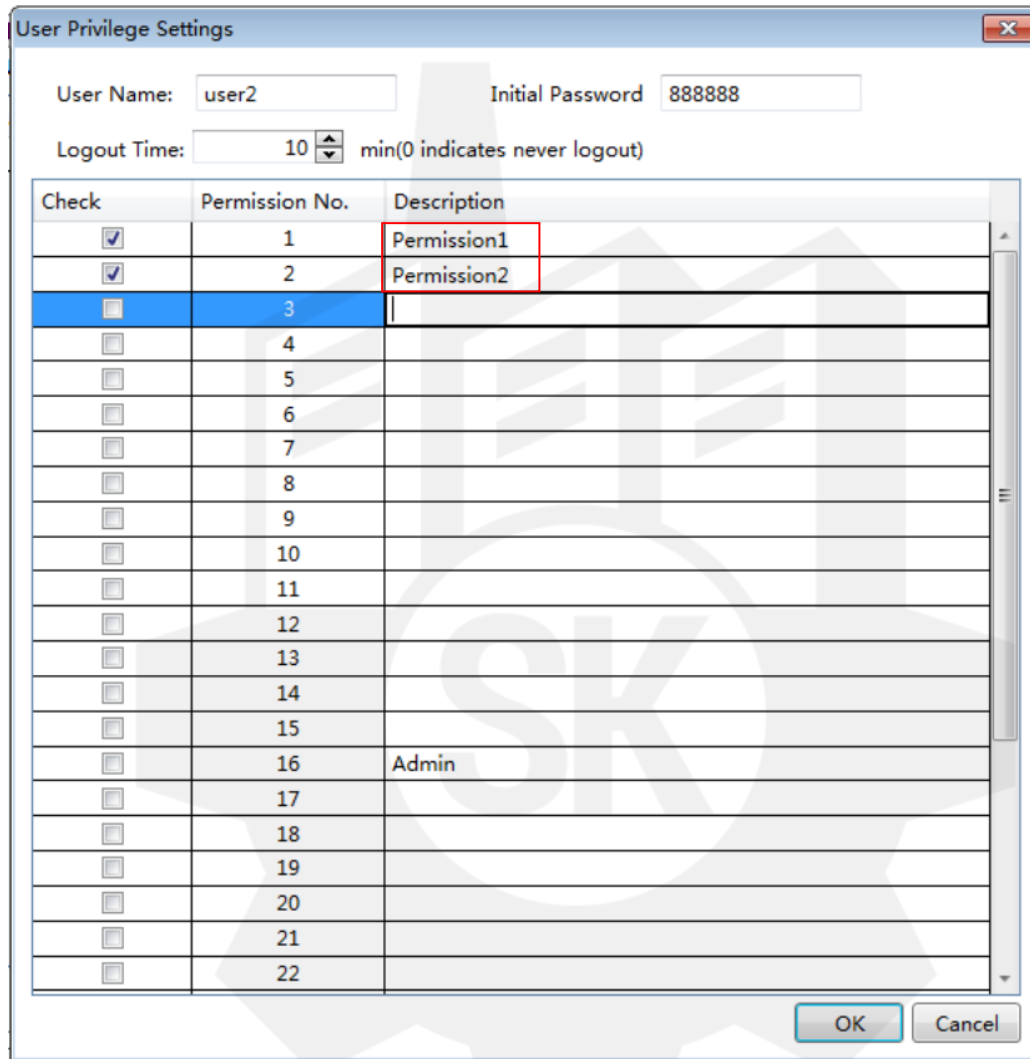 User Privilege Settings
User Name: user2 Initial Password 888888
Logout Time: 10 min(0 indicates never logout)
Check Permission No. Description
1 Permission1
2 Permission2
3
4
5
6
7
8
9
10
11
12
13
14
15
16 Admin
17
18
19
20
21
22
SK
OK Cancel